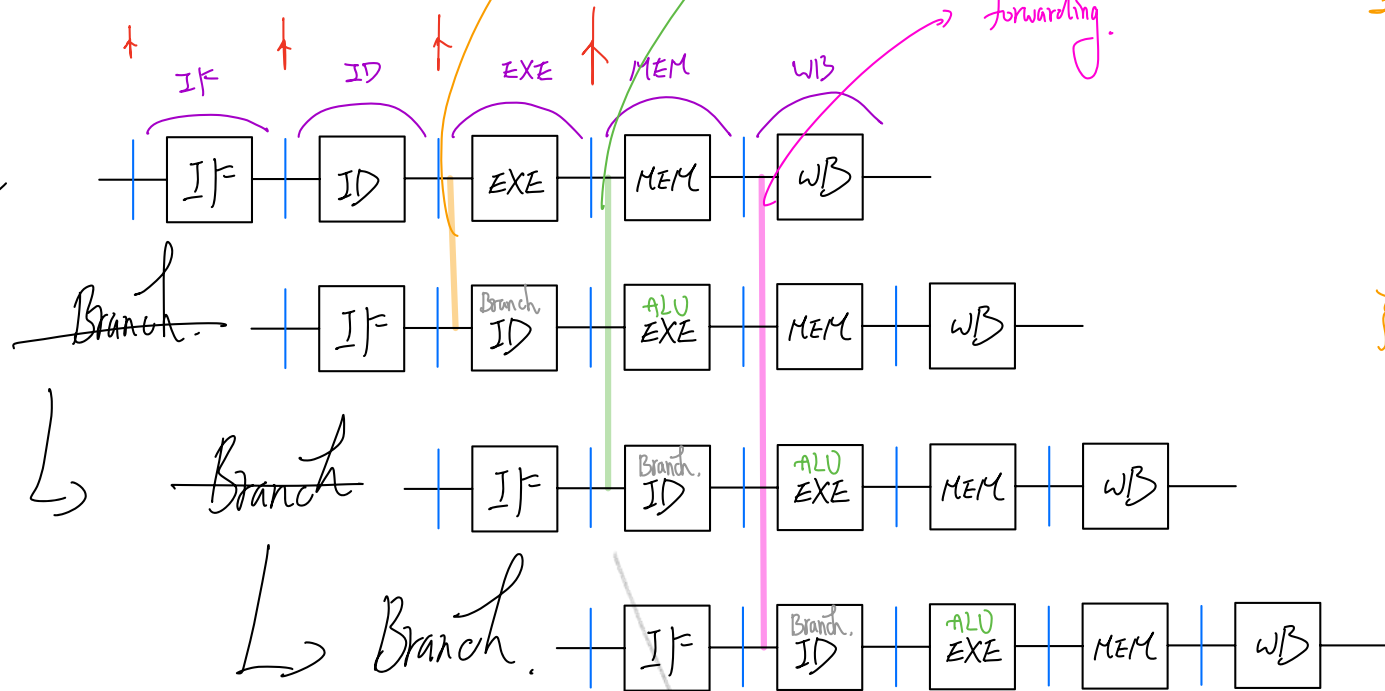 forwarding.
IF ID EXE MEM WB
IF ID EXE MEM WB
Branch. IF Branch ID ALU EXE MEM WB
Branch IF Branch. ID ALU EXE MEM WB
Branch. IF Branch. ID ALU EXE MEM WB